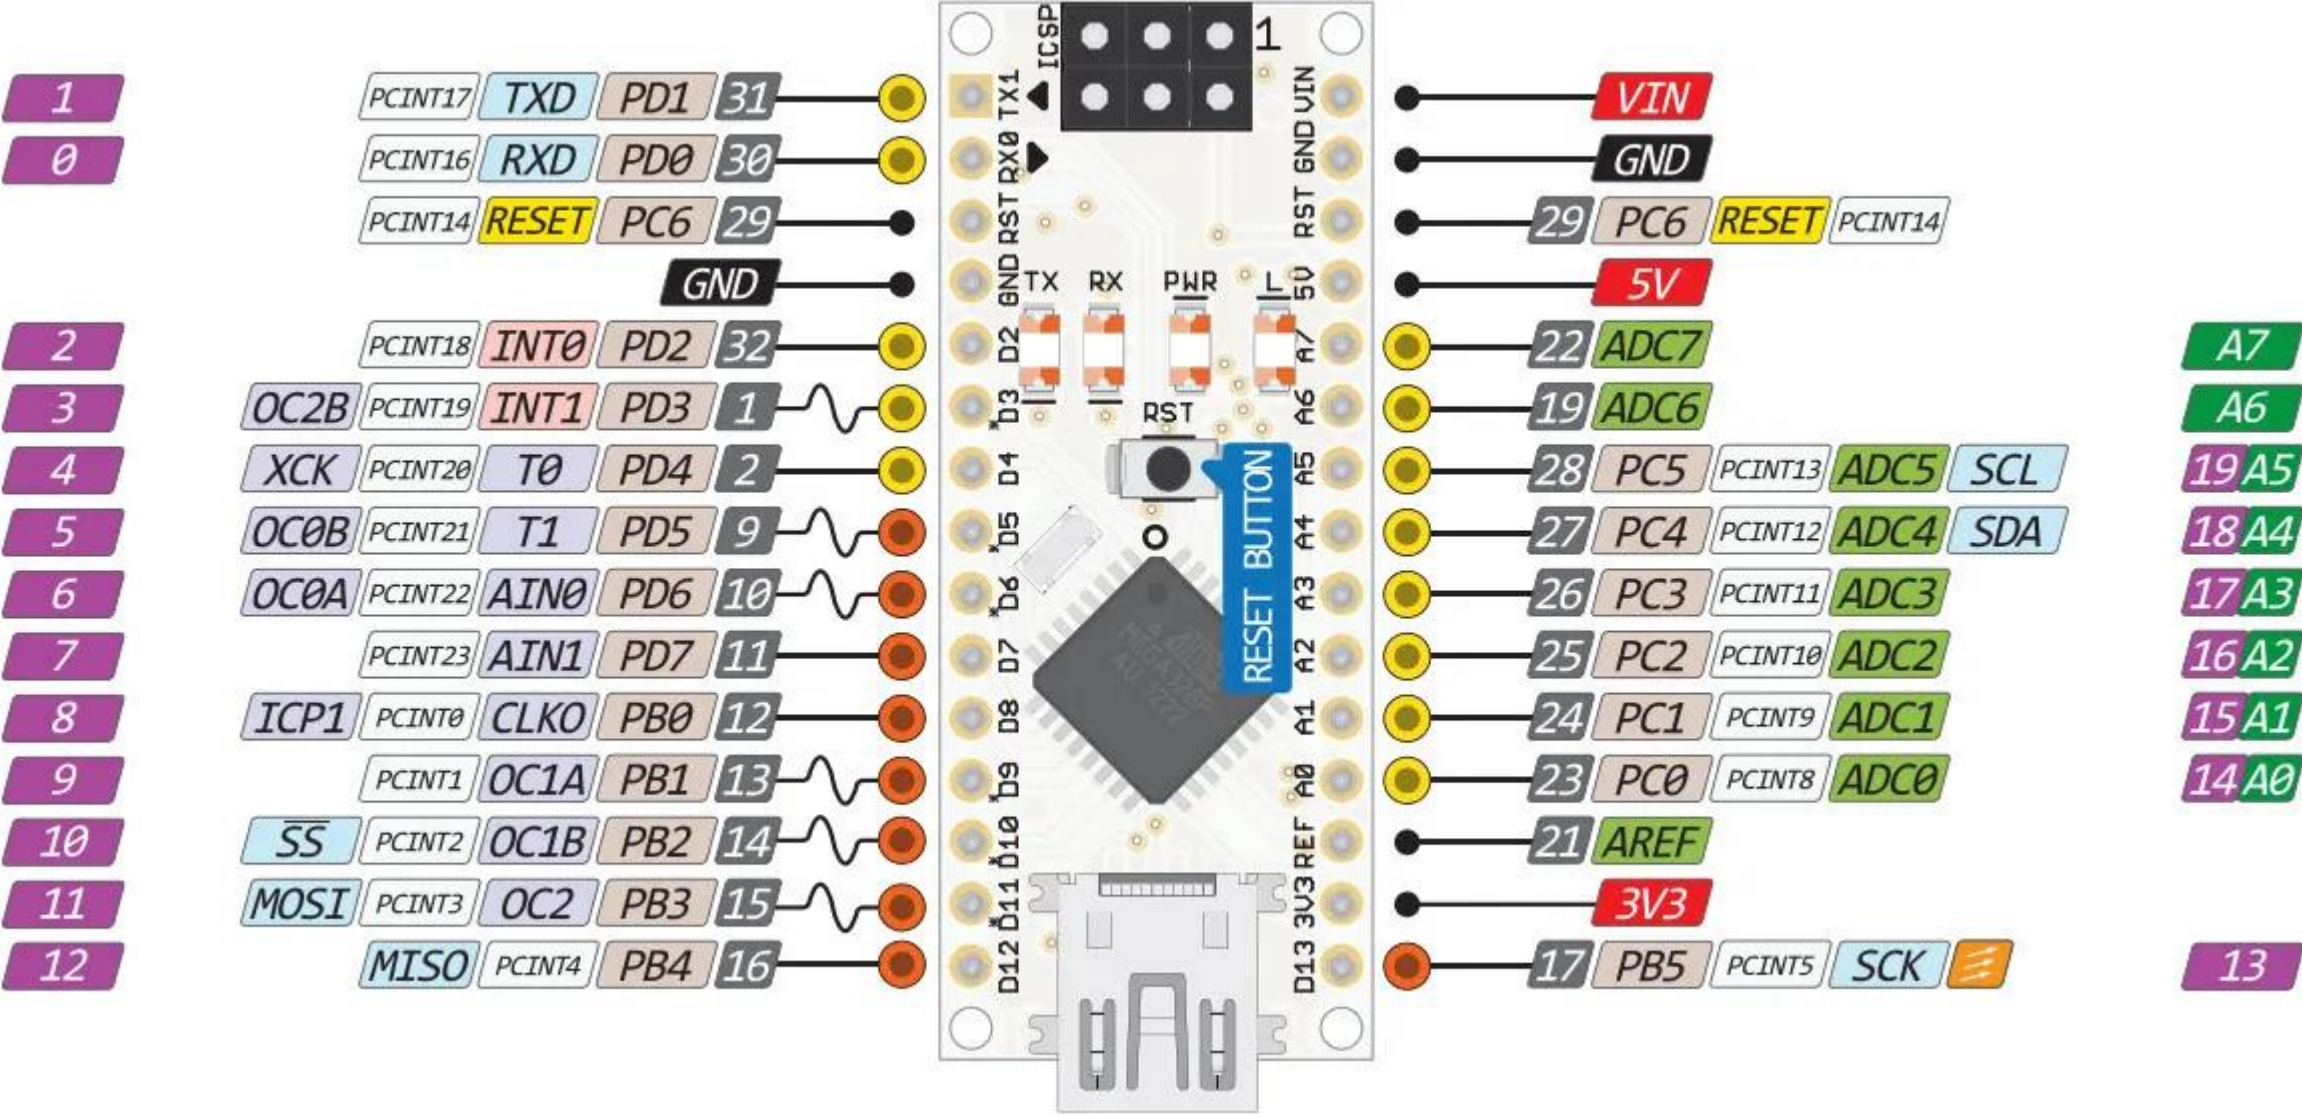 ICSP
1
1 PCINT17 TXD PD1 31 TX1 VIN VIN
0 PCINT16 RXD PD0 30 RX0 GND GND
PCINT14 RESET PC6 29 RST RST 29 PC6 RESET PCINT14
GND GND 5V 5V
TX RX PWR L
2 PCINT18 INT0 PD2 32 D2 A7 22 ADC7 A7
3 OC2B PCINT19 INT1 PD3 1 *D3 A6 19 ADC6 A6
RST
4 XCK PCINT20 T0 PD4 2 D4 A5 28 PC5 PCINT13 ADC5 SCL 19 A5
5 OC0B PCINT21 T1 PD5 9 *D5 A4 27 PC4 PCINT12 ADC4 SDA 18 A4
RESET BUTTON
6 OC0A PCINT22 AIN0 PD6 10 *D6 A3 26 PC3 PCINT11 ADC3 17 A3
7 PCINT23 AIN1 PD7 11 D7 A2 25 PC2 PCINT10 ADC2 16 A2
8 ICP1 PCINT0 CLKO PB0 12 D8 A1 24 PC1 PCINT9 ADC1 15 A1
9 PCINT1 OC1A PB1 13 *D9 A0 23 PC0 PCINT8 ADC0 14 A0
10 SS PCINT2 OC1B PB2 14 *D10 REF 21 AREF
11 MOSI PCINT3 OC2 PB3 15 *D11 3V3 3V3
12 MISO PCINT4 PB4 16 D12 D13 17 PB5 PCINT5 SCK 13